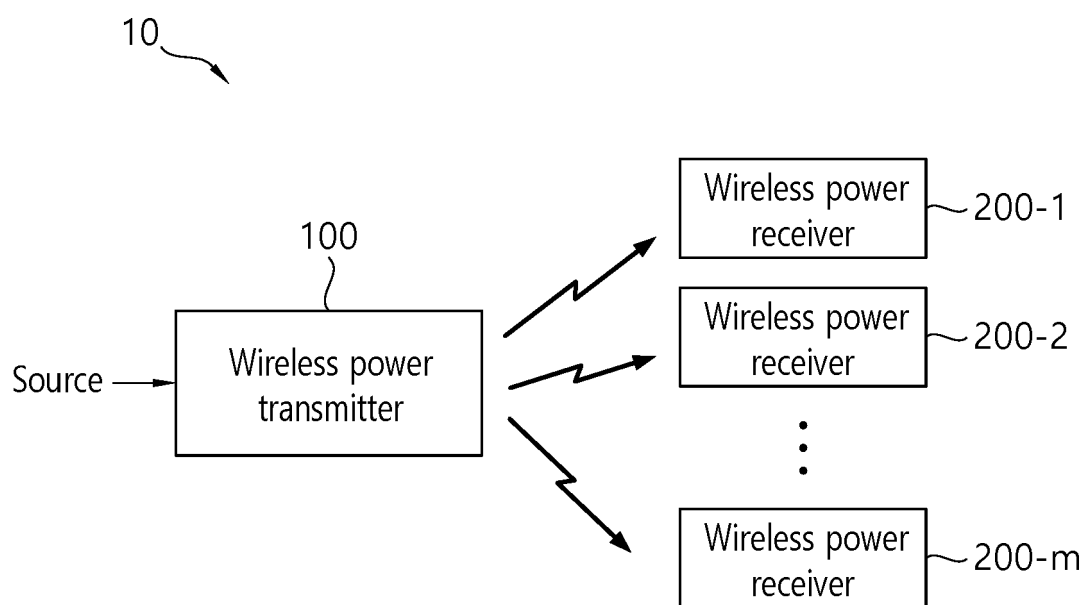 10
100
Source
Wireless power
transmitter
Wireless power
receiver
200-1
Wireless power
receiver
200-2
Wireless power
receiver
200-m